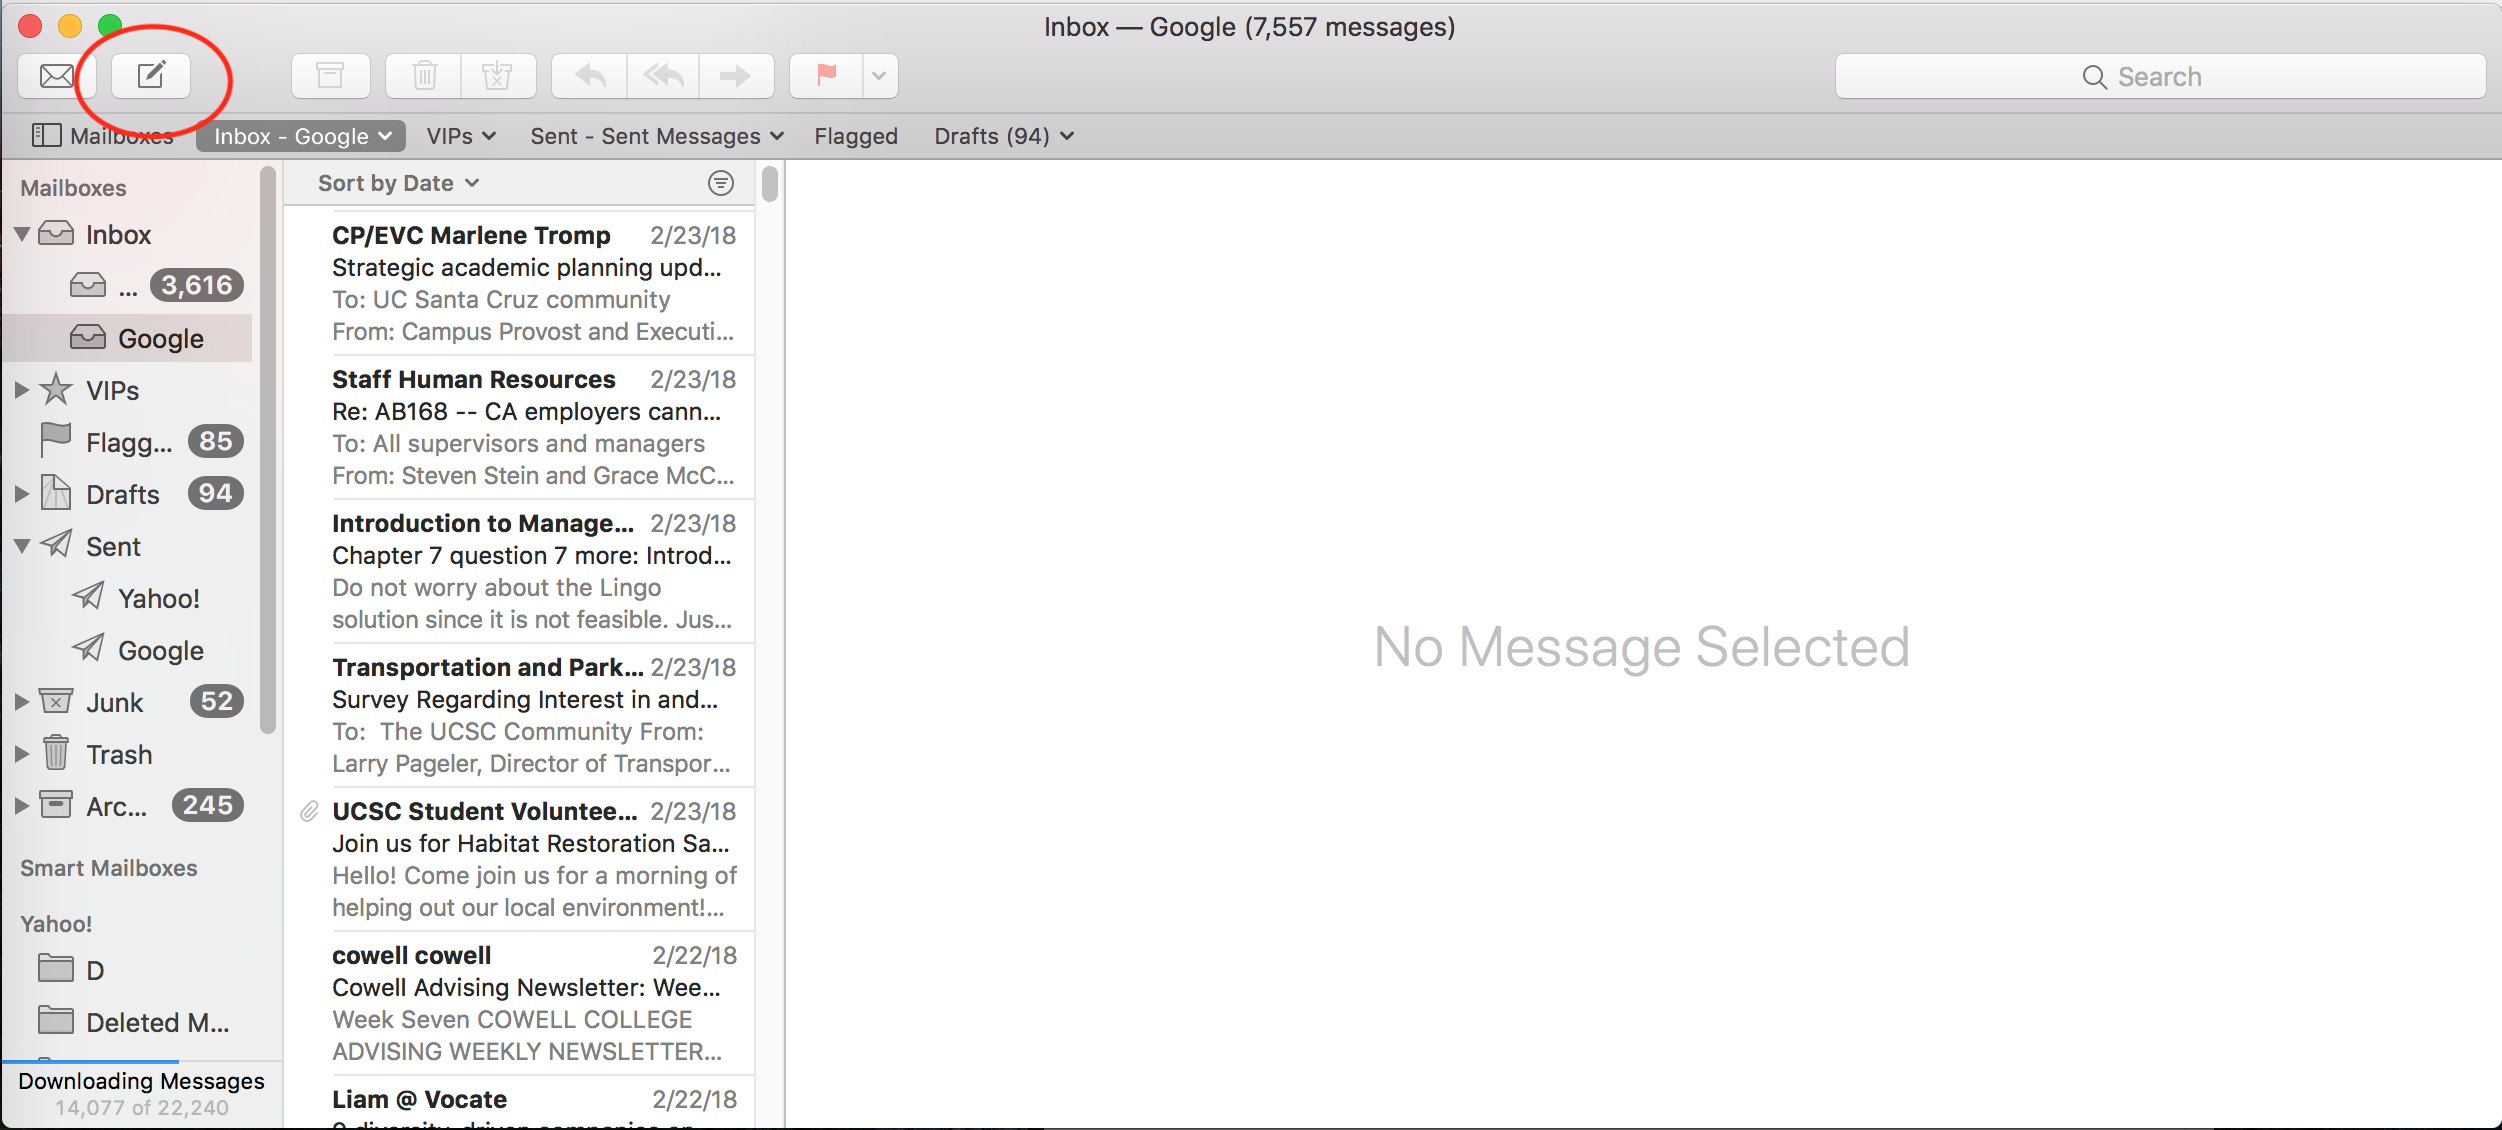 Inbox — Google (7,557 messages)
Search
Mailboxes
Inbox - Google
VIPs
Sent - Sent Messages
Flagged
Drafts (94)
Mailboxes
Inbox
... 3,616
Google
VIPs
Flagg... 85
Drafts 94
Sent
Yahoo!
Google
Junk 52
Trash
Arc... 245
Smart Mailboxes
Yahoo!
D
Deleted M...
Downloading Messages
14,077 of 22,240
Sort by Date
CP/EVC Marlene Tromp 2/23/18
Strategic academic planning upd...
To: UC Santa Cruz community
From: Campus Provost and Executi...
Staff Human Resources 2/23/18
Re: AB168 -- CA employers cann...
To: All supervisors and managers
From: Steven Stein and Grace McC...
Introduction to Manage... 2/23/18
Chapter 7 question 7 more: Introd...
Do not worry about the Lingo
solution since it is not feasible. Jus...
Transportation and Park... 2/23/18
Survey Regarding Interest in and...
To: The UCSC Community From:
Larry Pageler, Director of Transpor...
UCSC Student Voluntee... 2/23/18
Join us for Habitat Restoration Sa...
Hello! Come join us for a morning of
helping out our local environment!...
cowell cowell 2/22/18
Cowell Advising Newsletter: Wee...
Week Seven COWELL COLLEGE
ADVISING WEEKLY NEWSLETTER...
Liam @ Vocate 2/22/18
9 diversity-driven companies
No Message Selected